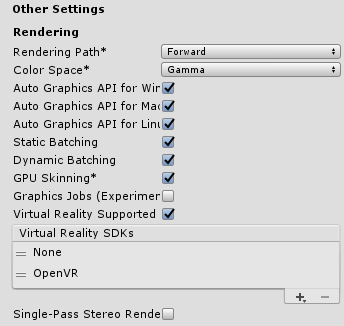 Other Settings
Rendering
Rendering Path* Forward
Color Space* Gamma
Auto Graphics API for Win
Auto Graphics API for Mac
Auto Graphics API for Linu
Static Batching
Dynamic Batching
GPU Skinning*
Graphics Jobs (Experimen
Virtual Reality Supported
Virtual Reality SDKs
None
OpenVR
Single-Pass Stereo Rende